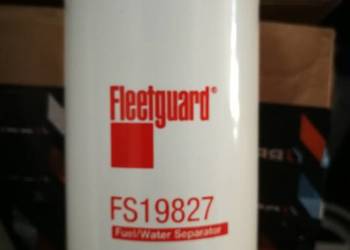 Fleetguard®
FS19827
Fuel/Water Separator